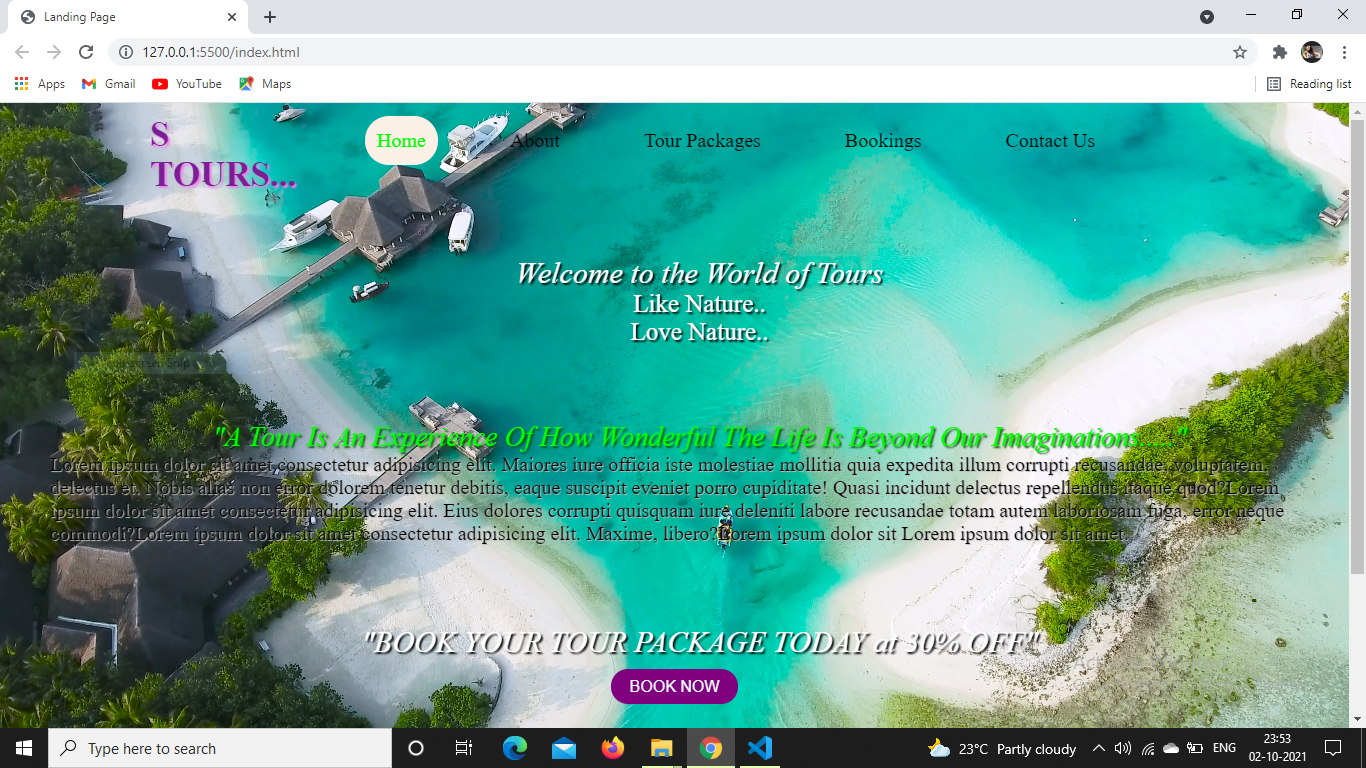 Landing Page
127.0.0.1:5500/index.html
Apps Gmail YouTube Maps Reading list
S
TOURS...
Home About Tour Packages Bookings Contact Us
Welcome to the World of Tours
Like Nature..
Love Nature..
"A Tour Is An Experience Of How Wonderful The Life Is Beyond Our Imaginations....."
Lorem ipsum dolor sit amet consectetur adipisicing elit. Maiores iure officia iste molestiae mollitia quia expedita illum corrupti recusandae, voluptatem
delectus et. Nobis alias non error dolorem tenetur debitis, eaque suscipit eveniet porro cupiditate! Quasi incidunt delectus repellendus itaque quod?Lorem
ipsum dolor sit amet consectetur adipisicing elit. Eius dolores corrupti quisquam iure deleniti labore recusandae totam autem laboriosam fuga, error neque
commodi?Lorem ipsum dolor sit amet consectetur adipisicing elit. Maxime, libero?Lorem ipsum dolor sit Lorem ipsum dolor sit amet.
"BOOK YOUR TOUR PACKAGE TODAY at 30% OFF"
BOOK NOW
Type here to search
23°C Partly cloudy
ENG
23:53
02-10-2021